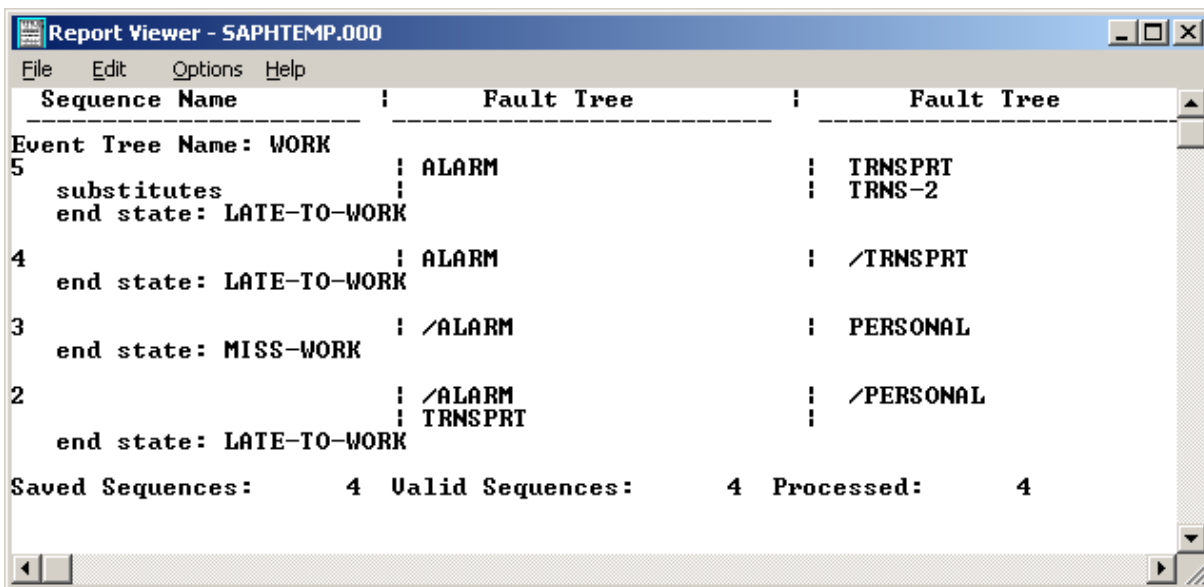 Report Viewer - SAPHTEMP.000
File Edit Options Help
Sequence Name ¦ Fault Tree ¦ Fault Tree
Event Tree Name: WORK
5 ¦ ALARM ¦ TRNSPRT
substitutes ¦ ¦ TRNS-2
end state: LATE-TO-WORK
4 ¦ ALARM ¦ /TRNSPRT
end state: LATE-TO-WORK
3 ¦ /ALARM ¦ PERSONAL
end state: MISS-WORK
2 ¦ /ALARM ¦ /PERSONAL
¦ TRNSPRT ¦
end state: LATE-TO-WORK
Saved Sequences: 4 Valid Sequences: 4 Processed: 4